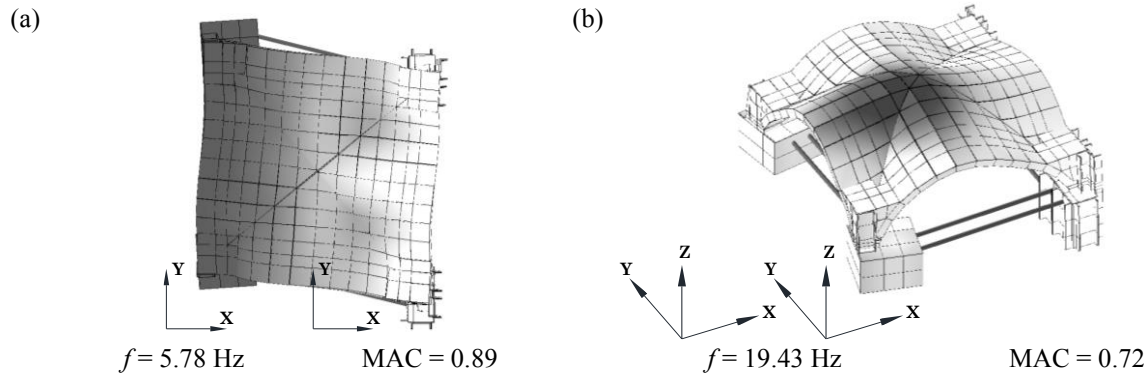 (a)
(b)
Y
X
Y
X
Z
Y
X
Z
Y
X
f = 5.78 Hz
MAC = 0.89
f = 19.43 Hz
MAC = 0.72